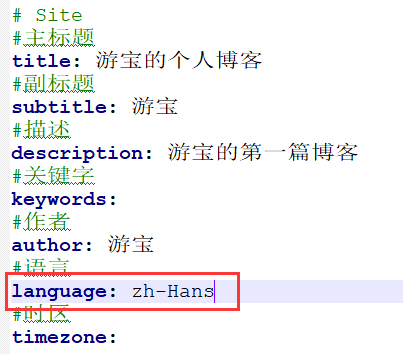 # Site
#主标题
title: 游宝的个人博客
#副标题
subtitle: 游宝
#描述
description: 游宝的第一篇博客
#关键字
keywords:
#作者
author: 游宝
#语言
language: zh-Hans
#时区
timezone: